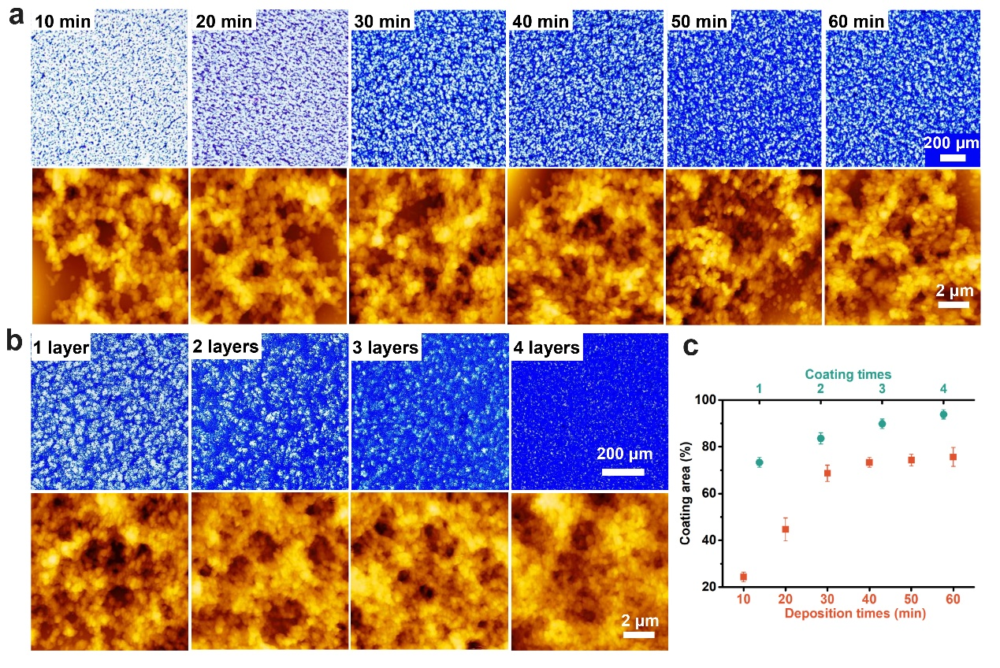 a
10 min
20 min
30 min
40 min
50 min
60 min
200 µm
2 µm
b
1 layer
2 layers
3 layers
4 layers
200 µm
2 µm
c
Coating times
1 2 3 4
100
80
60
40
20
Coating area (%)
10 20 30 40 50 60
Deposition times (min)